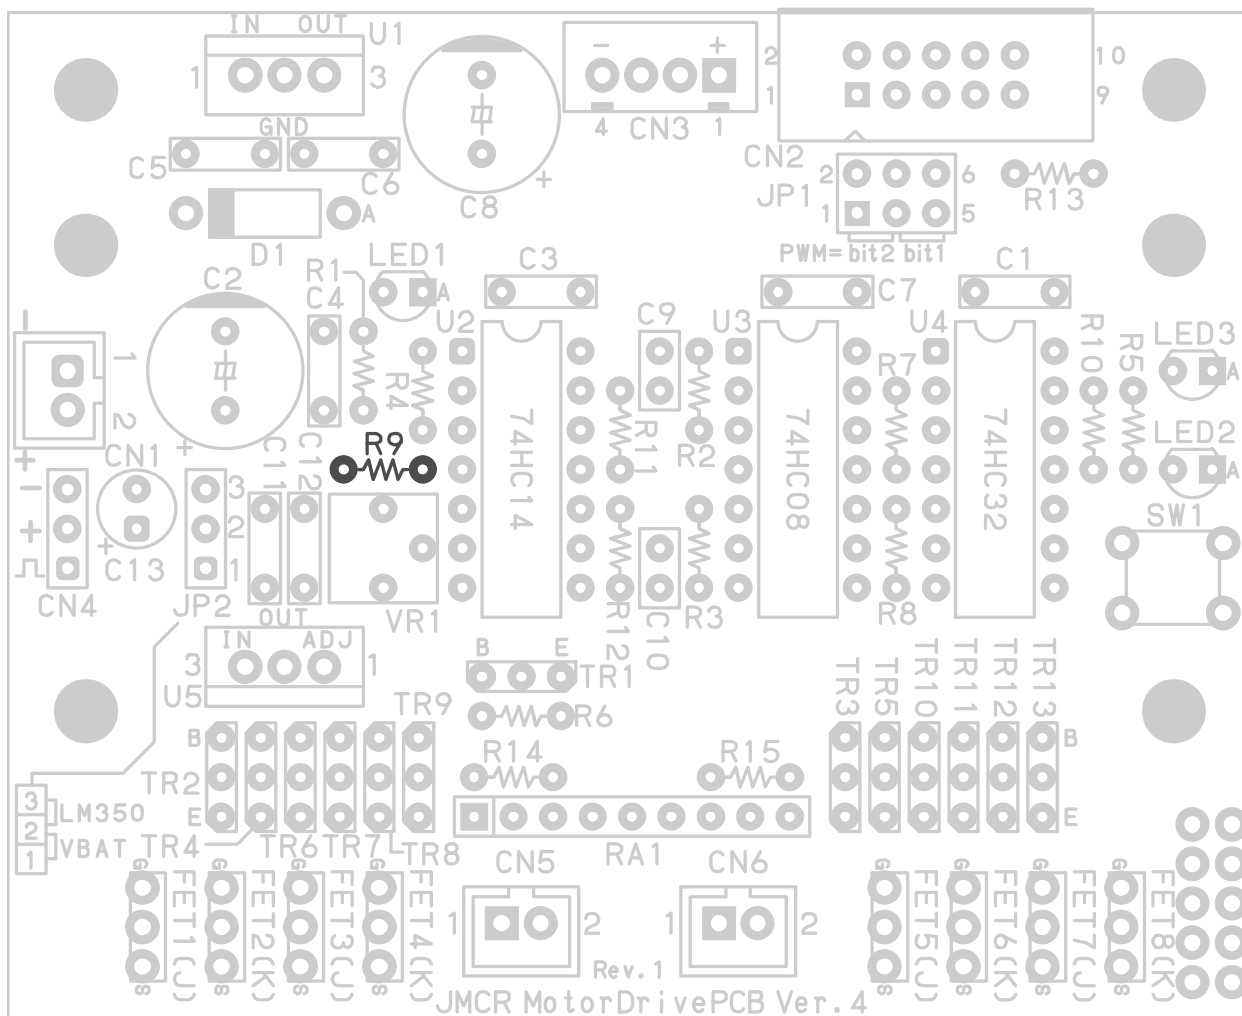 IN OUT U1
1 3
GND
C5 C6
D1 A
C8 +
- +
4 CN3 1
2 10
1 9
CN2
JP1
2 6
1 5
PWM= bit2 bit1
R13
C2
R1
C4
LED1
A
C3
C7
C1
U2
C9
U3
U4
R4
R7
R10
R5
LED3
A
- 1
2 +
CN1
C11
C12
R9
74HC14
R11
R2
74HC08
74HC32
LED2
A
SW1
-
+
CN4
+
C13
3
2
1
JP2
VR1
R12
C10
R3
R8
OUT
IN ADJ
3 1
U5
B E
TR1
R6
TR9
TR3
TR5
TR10
TR11
TR12
TR13
B
TR2
E
R14
R15
B
E
3 LM350
2
1 VBAT
TR4
TR6
TR7
TR8
RA1
CN5
CN6
1 2
1 2
G S FET1(J)
G S FET2(K)
G S FET3(J)
G S FET4(K)
G S FET5(J)
G S FET6(K)
G S FET7(J)
G S FET8(K)
Rev.1
JMCR MotorDrivePCB Ver.4